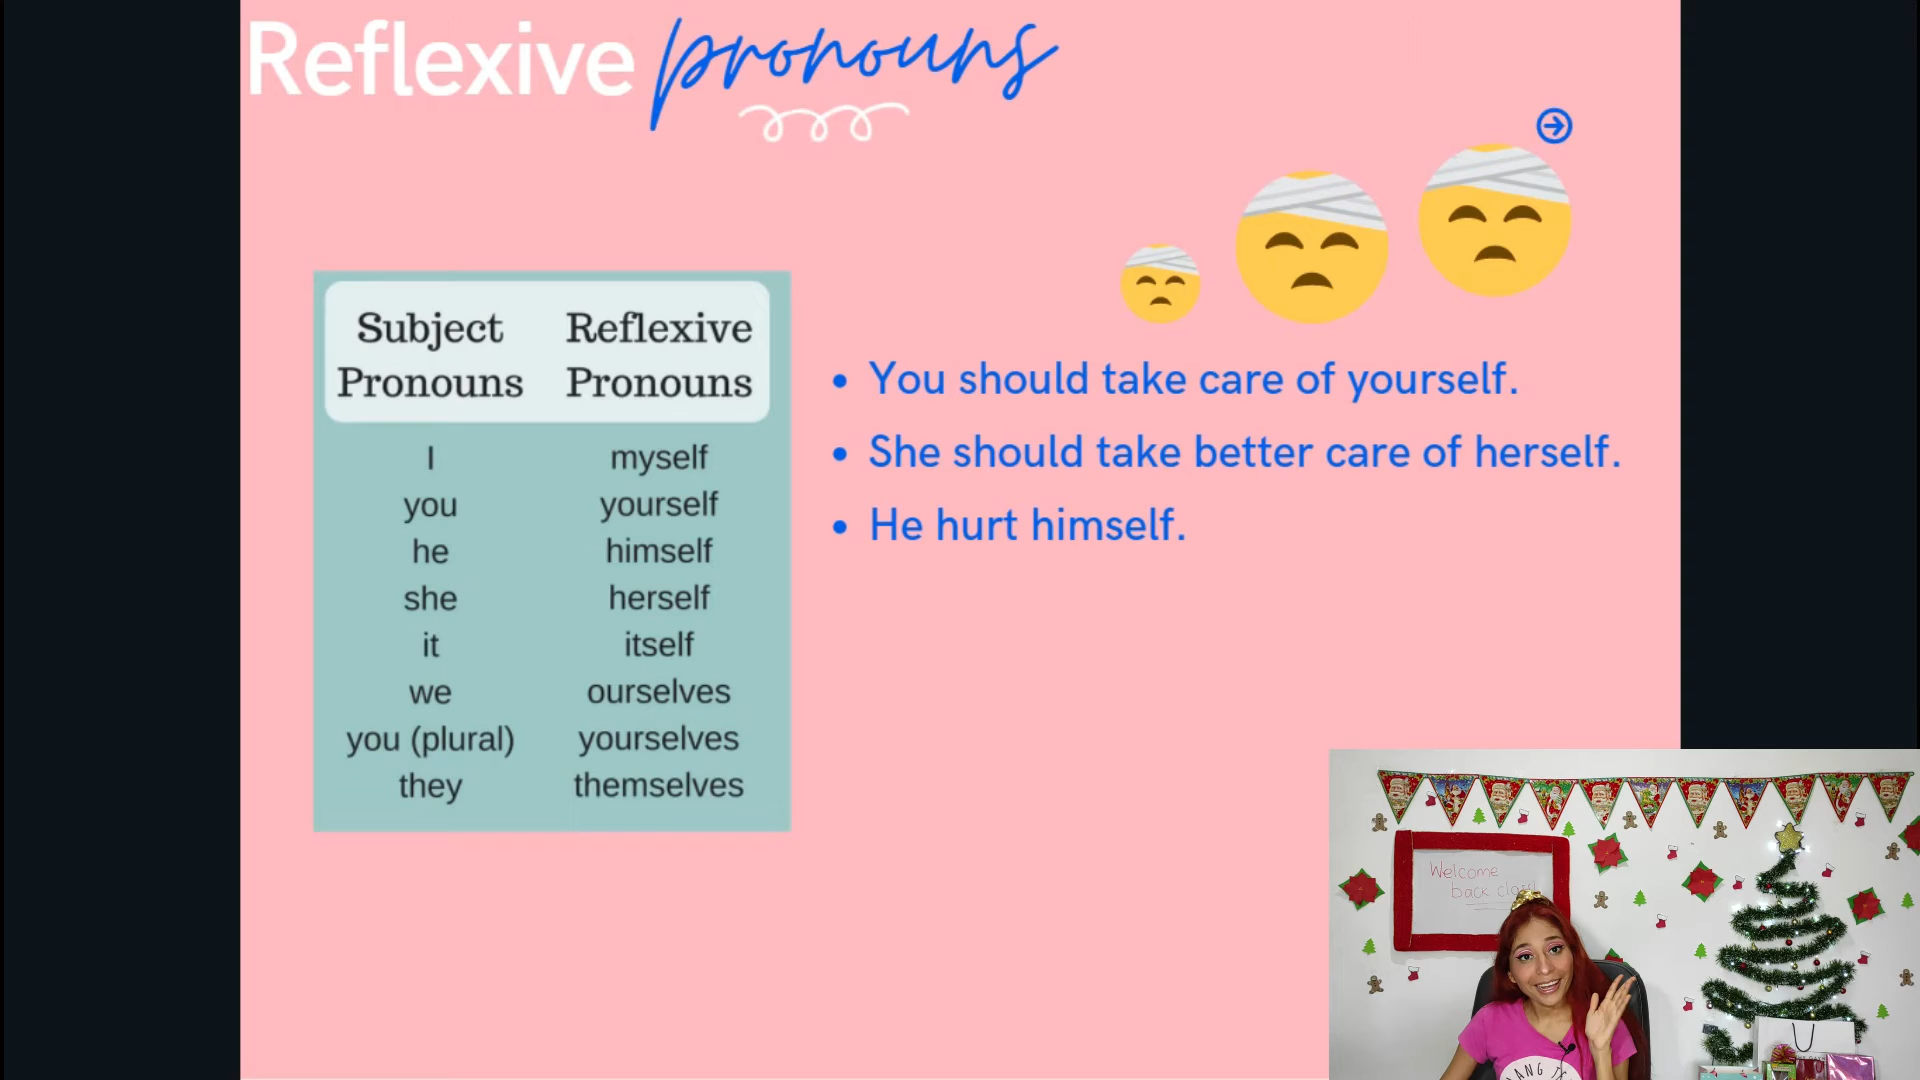 Reflexive pronouns
Subject Pronouns
Reflexive Pronouns
I myself
you yourself
he himself
she herself
it itself
we ourselves
you (plural) yourselves
they themselves
• You should take care of yourself.
• She should take better care of herself.
• He hurt himself.
Welcome
back